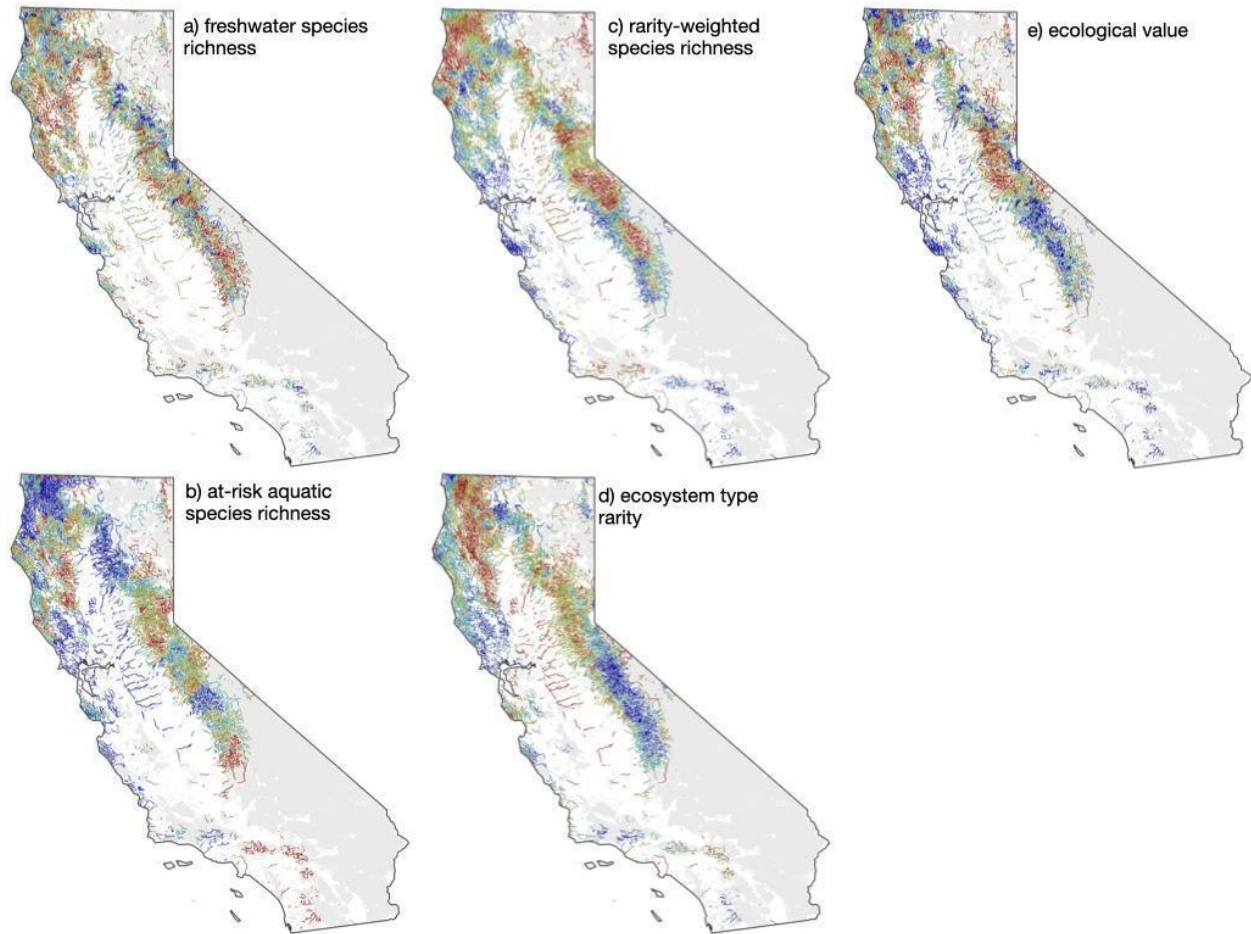 a) freshwater species
richness
b) at-risk aquatic
species richness
c) rarity-weighted
species richness
d) ecosystem type
rarity
e) ecological value